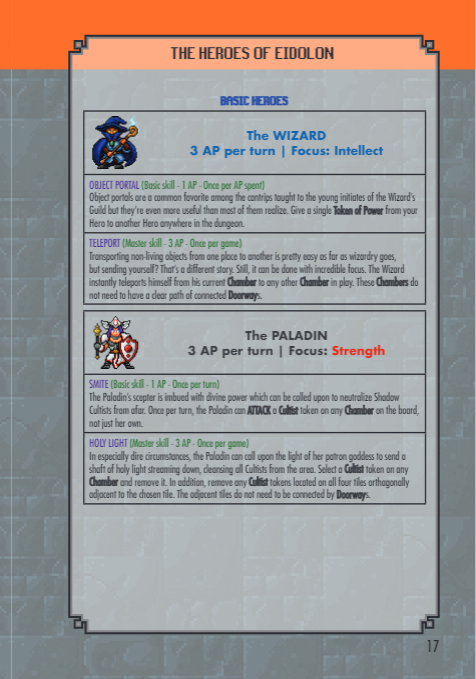 THE HEROES OF EIDOLON
BASIC HEROES
The WIZARD
3 AP per turn | Focus: Intellect
OBJECT PORTAL (Basic skill - 1 AP - Once per AP spent)
Object portals are a common favorite among the cantrips taught to the young initiates of the Wizard's
Guild but they're even more useful than most of them realize. Give a single Token of Power from your
Hero to another Hero anywhere in the dungeon.
TELEPORT (Master skill - 3 AP - Once per game)
Transporting non-living objects from one place to another is pretty easy as far as wizardry goes,
but sending yourself? That's a different story. Still, it can be done with incredible focus. The Wizard
instantly teleports himself from his current Chamber to any other Chamber in play. These Chambers do
not need to have a clear path of connected Doorways.
The PALADIN
3 AP per turn | Focus: Strength
SMITE (Basic skill - 1 AP - Once per turn)
The Paladin's scepter is imbued with divine power which can be called upon to neutralize Shadow
Cultists from afar. Once per turn, the Paladin can ATTACK a Cultist token on any Chamber on the board,
not just her own.
HOLY LIGHT (Master skill - 3 AP - Once per game)
In especially dire circumstances, the Paladin can call upon the light of her patron goddess to send a
shaft of holy light streaming down, cleansing all Cultists from the area. Select a Cultist token on any
Chamber and remove it. In addition, remove any Cultist tokens located on all four tiles orthogonally
adjacent to the chosen tile. The adjacent tiles do not need to be connected by Doorways.
17